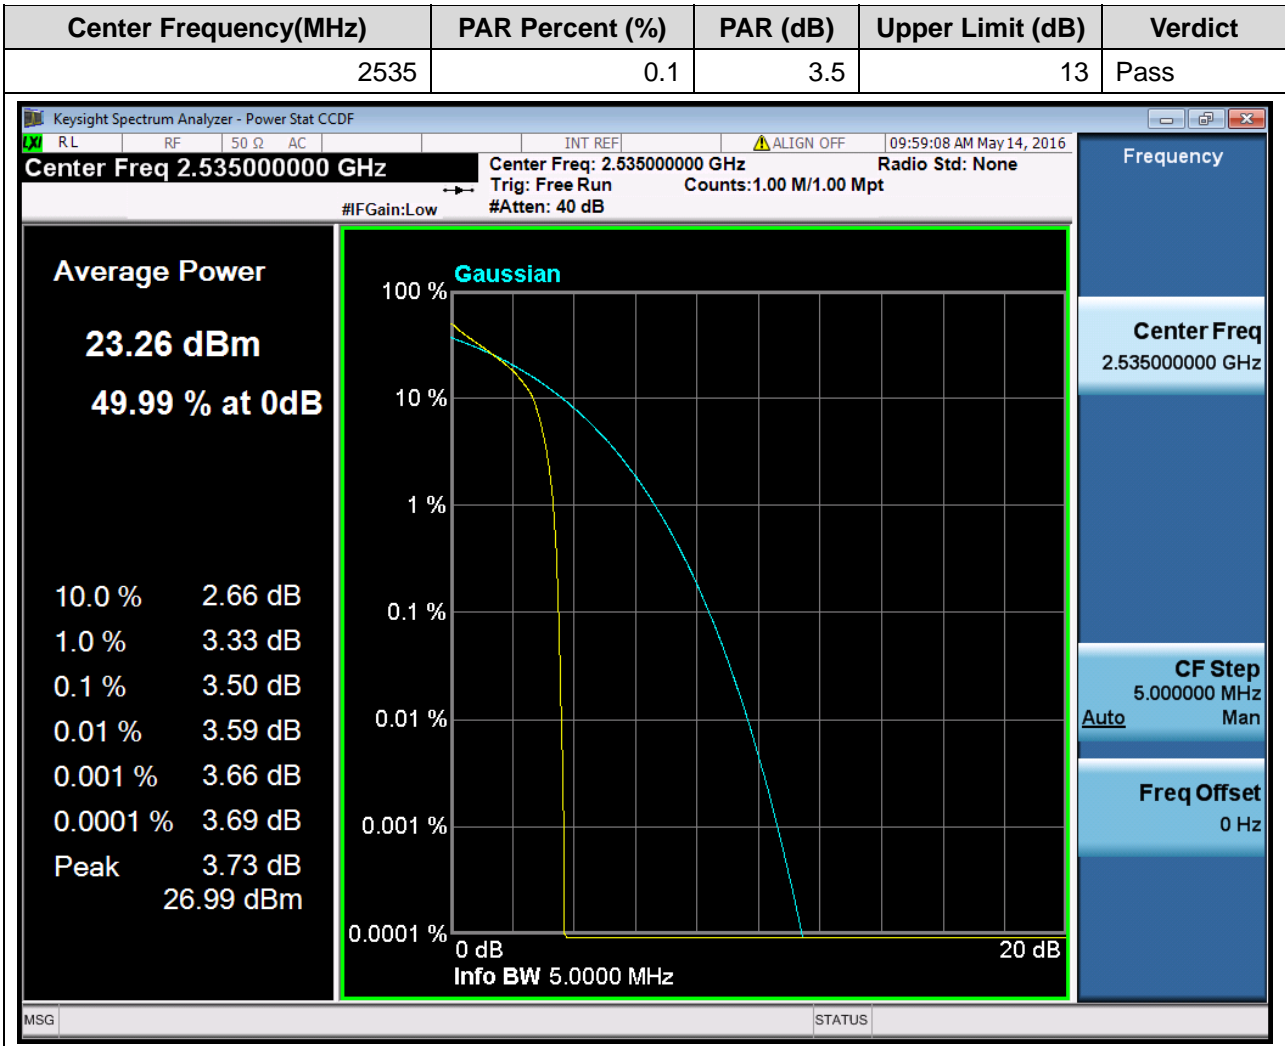 Center Frequency(MHz) PAR Percent (%) PAR (dB) Upper Limit (dB) Verdict
2535 0.1 3.5 13 Pass
Keysight Spectrum Analyzer - Power Stat CCDF
LXI RL RF 50 Ω AC INT REF ALIGN OFF 09:59:08 AM May 14, 2016
Center Freq 2.535000000 GHz
#IFGain:Low
Center Freq: 2.535000000 GHz Radio Std: None
Trig: Free Run Counts:1.00 M/1.00 Mpt
#Atten: 40 dB
Average Power
23.26 dBm
49.99 % at 0dB
10.0 % 2.66 dB
1.0 % 3.33 dB
0.1 % 3.50 dB
0.01 % 3.59 dB
0.001 % 3.66 dB
0.0001 % 3.69 dB
Peak 3.73 dB
26.99 dBm
Gaussian
100 %
10 %
1 %
0.1 %
0.01 %
0.001 %
0.0001 %
0 dB 20 dB
Info BW 5.0000 MHz
Frequency
Center Freq
2.535000000 GHz
CF Step
5.000000 MHz
Auto Man
Freq Offset
0 Hz
MSG STATUS